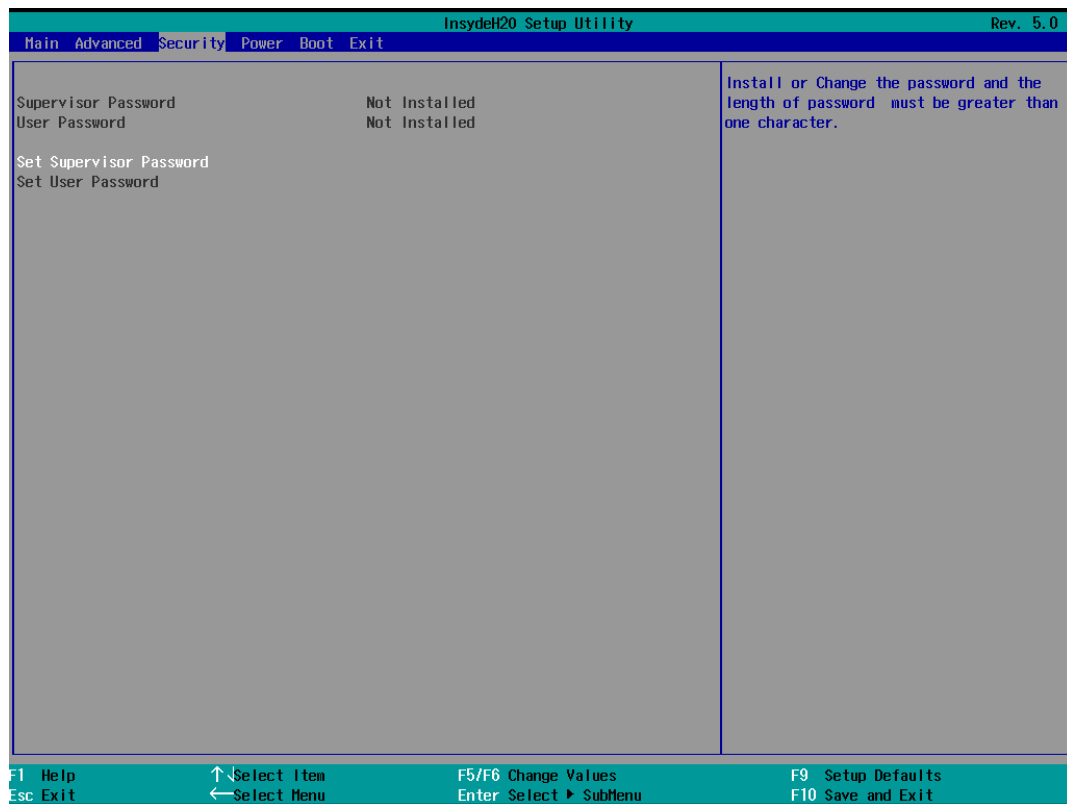 InsydeH20 Setup Utility Rev. 5.0
Main Advanced Security Power Boot Exit
Supervisor Password Not Installed
User Password Not Installed
Set Supervisor Password
Set User Password
Install or Change the password and the
length of password must be greater than
one character.
F1 Help ↑↓Select Item F5/F6 Change Values F9 Setup Defaults
Esc Exit ←Select Menu Enter Select ▶ SubMenu F10 Save and Exit